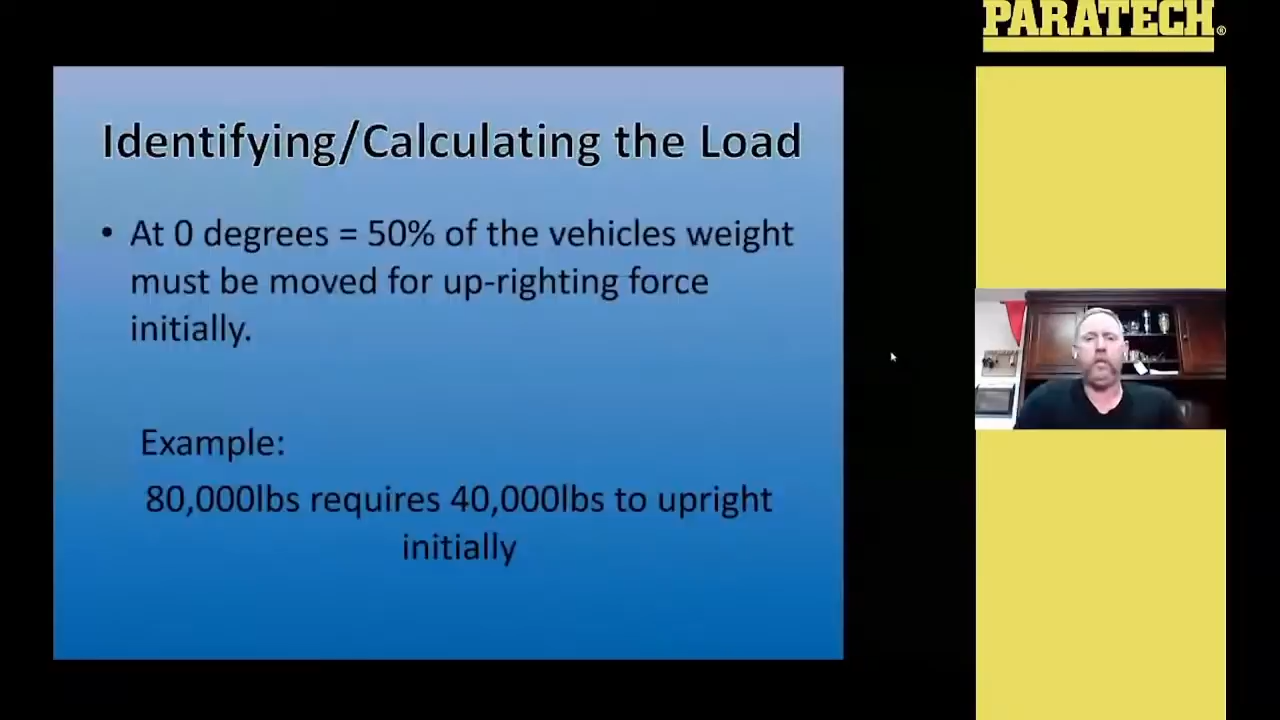 PARATECH®
Identifying/Calculating the Load
• At 0 degrees = 50% of the vehicles weight
must be moved for up-righting force
initially.
Example:
80,000lbs requires 40,000lbs to upright
initially